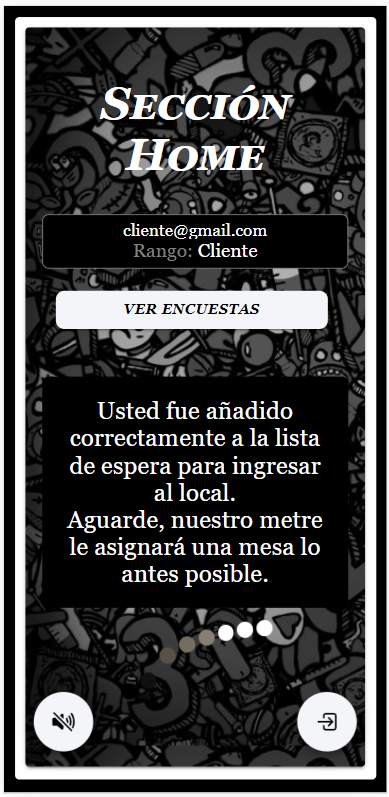 Sección
Home
cliente@gmail.com
Rango: Cliente
VER ENCUESTAS
Usted fue añadido
correctamente a la lista
de espera para ingresar
al local.
Aguarde, nuestro metre
le asignará una mesa lo
antes posible.